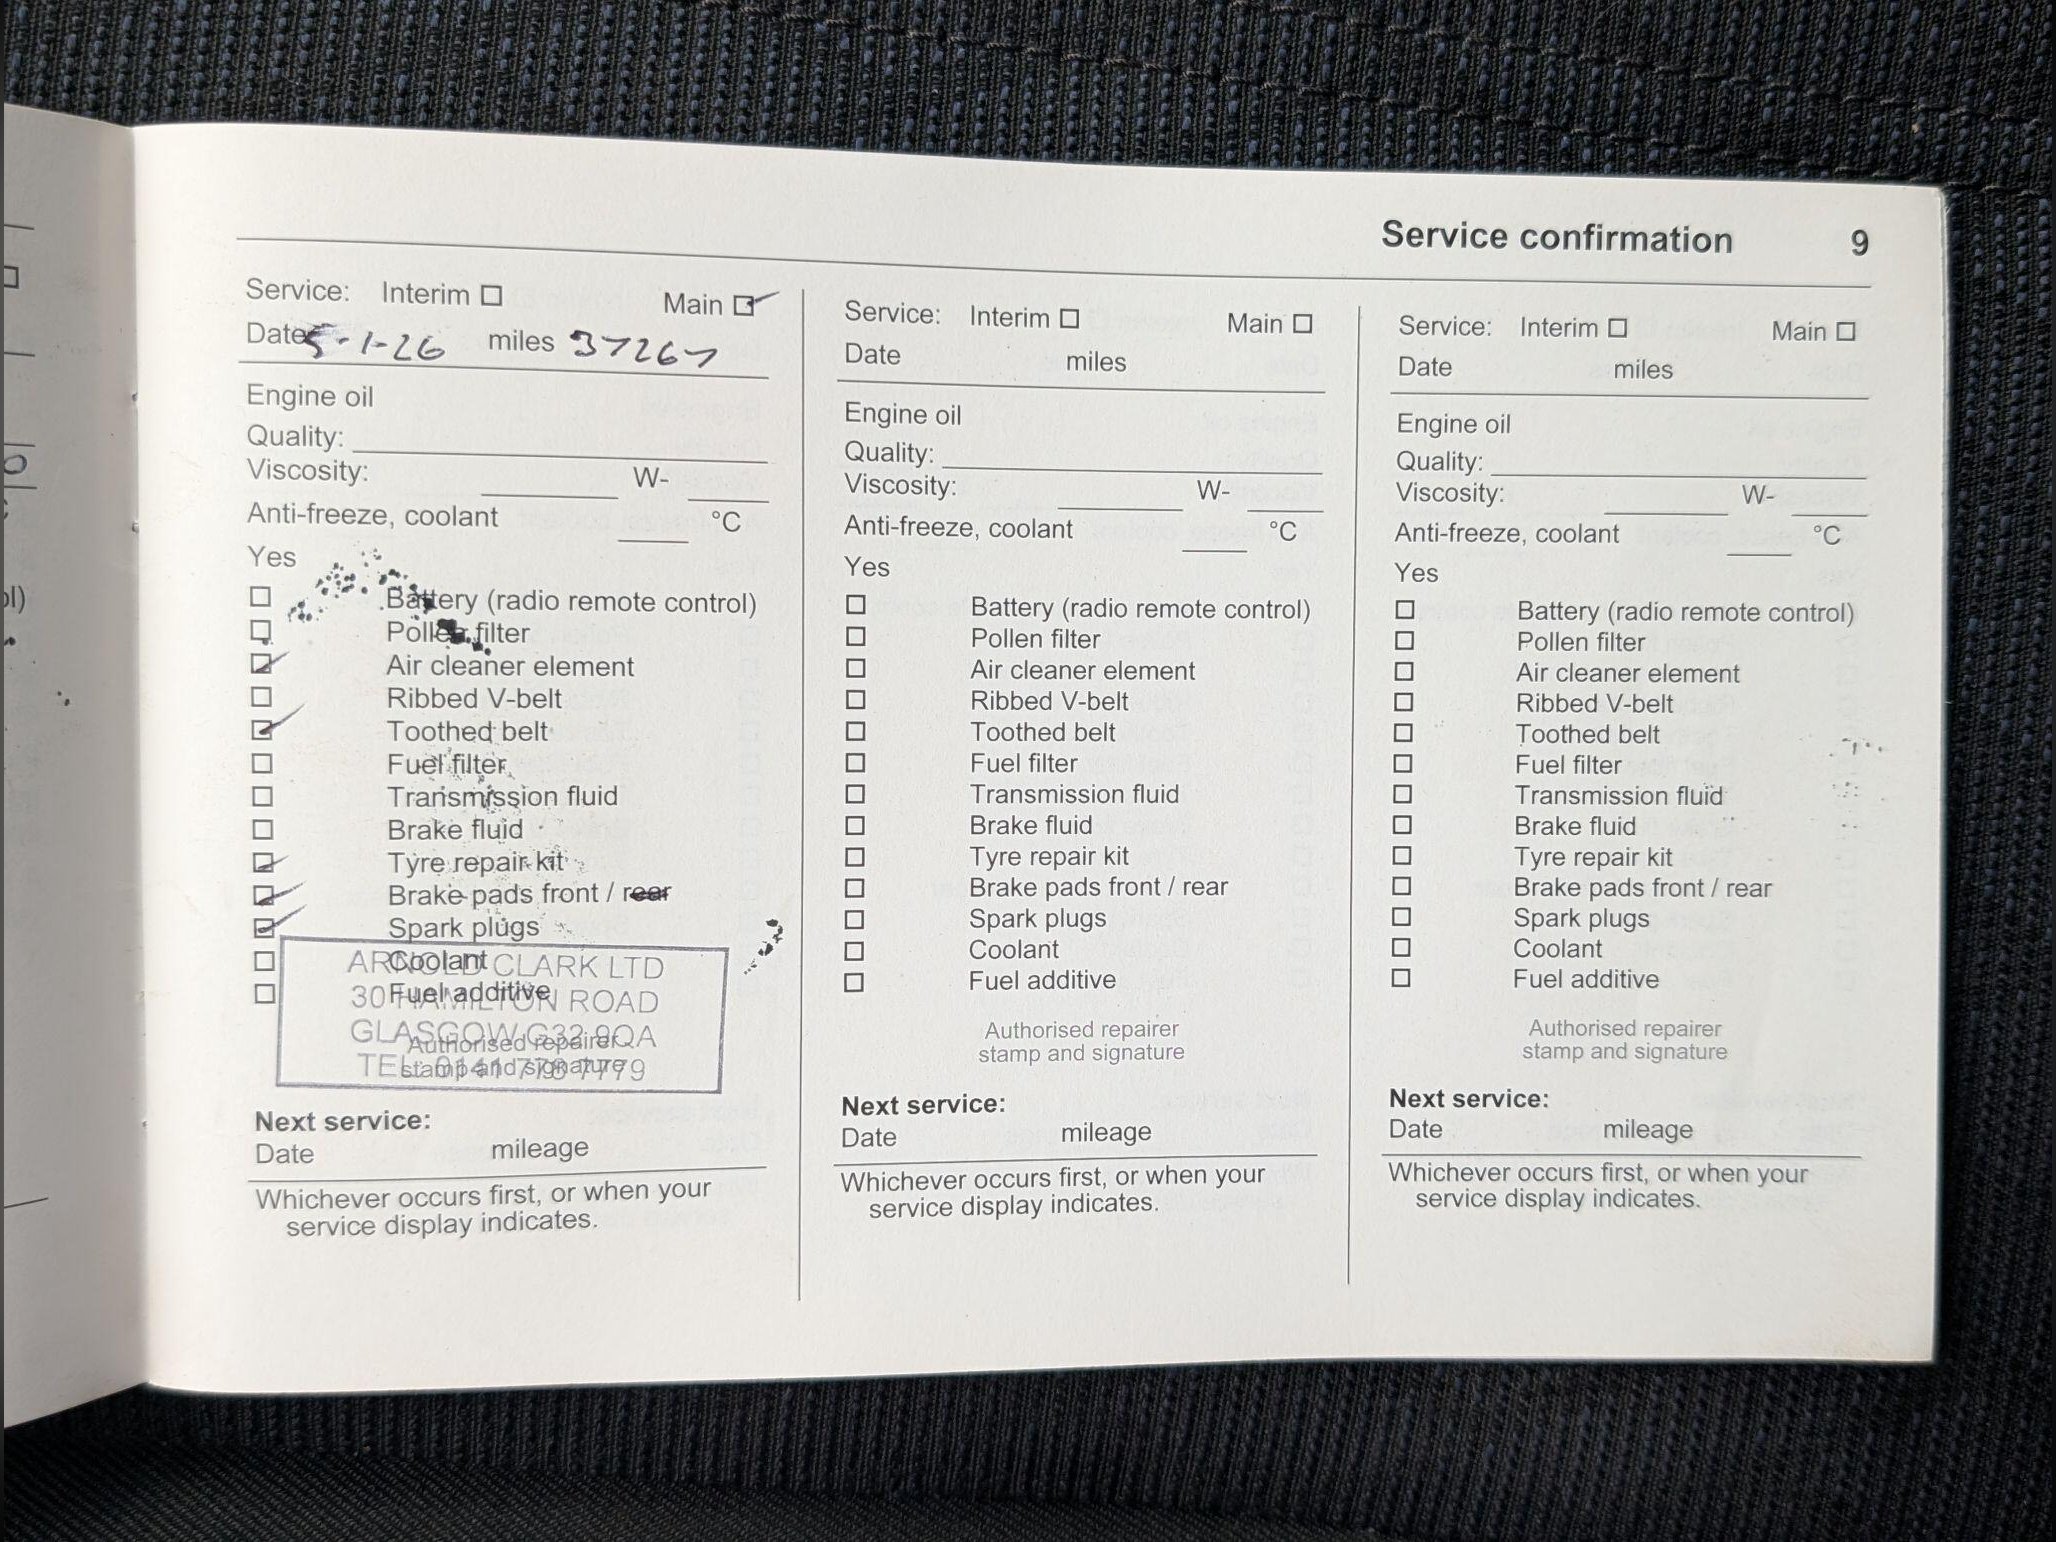 Service confirmation 9
Service: Interim ☐ Main ☑
Date 5-1-26 miles 37267
Engine oil
Quality:
Viscosity: W-
Anti-freeze, coolant °C
Yes
☐ Battery (radio remote control)
☐ Pollen filter
☑ Air cleaner element
☐ Ribbed V-belt
☑ Toothed belt
☐ Fuel filter
☐ Transmission fluid
☐ Brake fluid
☑ Tyre repair kit
☑ Brake pads front / rear
☑ Spark plugs
☐ Coolant
☐ Fuel additive
Authorised repairer
stamp and signature
ARNOLD CLARK LTD
HAMILTON ROAD
GLASGOW G32 9QA
TEL: 0141 778 7779
Next service:
Date mileage
Whichever occurs first, or when your
service display indicates.
Service: Interim ☐ Main ☐
Date miles
Engine oil
Quality:
Viscosity: W-
Anti-freeze, coolant °C
Yes
☐ Battery (radio remote control)
☐ Pollen filter
☐ Air cleaner element
☐ Ribbed V-belt
☐ Toothed belt
☐ Fuel filter
☐ Transmission fluid
☐ Brake fluid
☐ Tyre repair kit
☐ Brake pads front / rear
☐ Spark plugs
☐ Coolant
☐ Fuel additive
Authorised repairer
stamp and signature
Next service:
Date mileage
Whichever occurs first, or when your
service display indicates.
Service: Interim ☐ Main ☐
Date miles
Engine oil
Quality:
Viscosity: W-
Anti-freeze, coolant °C
Yes
☐ Battery (radio remote control)
☐ Pollen filter
☐ Air cleaner element
☐ Ribbed V-belt
☐ Toothed belt
☐ Fuel filter
☐ Transmission fluid
☐ Brake fluid
☐ Tyre repair kit
☐ Brake pads front / rear
☐ Spark plugs
☐ Coolant
☐ Fuel additive
Authorised repairer
stamp and signature
Next service:
Date mileage
Whichever occurs first, or when your
service display indicates.